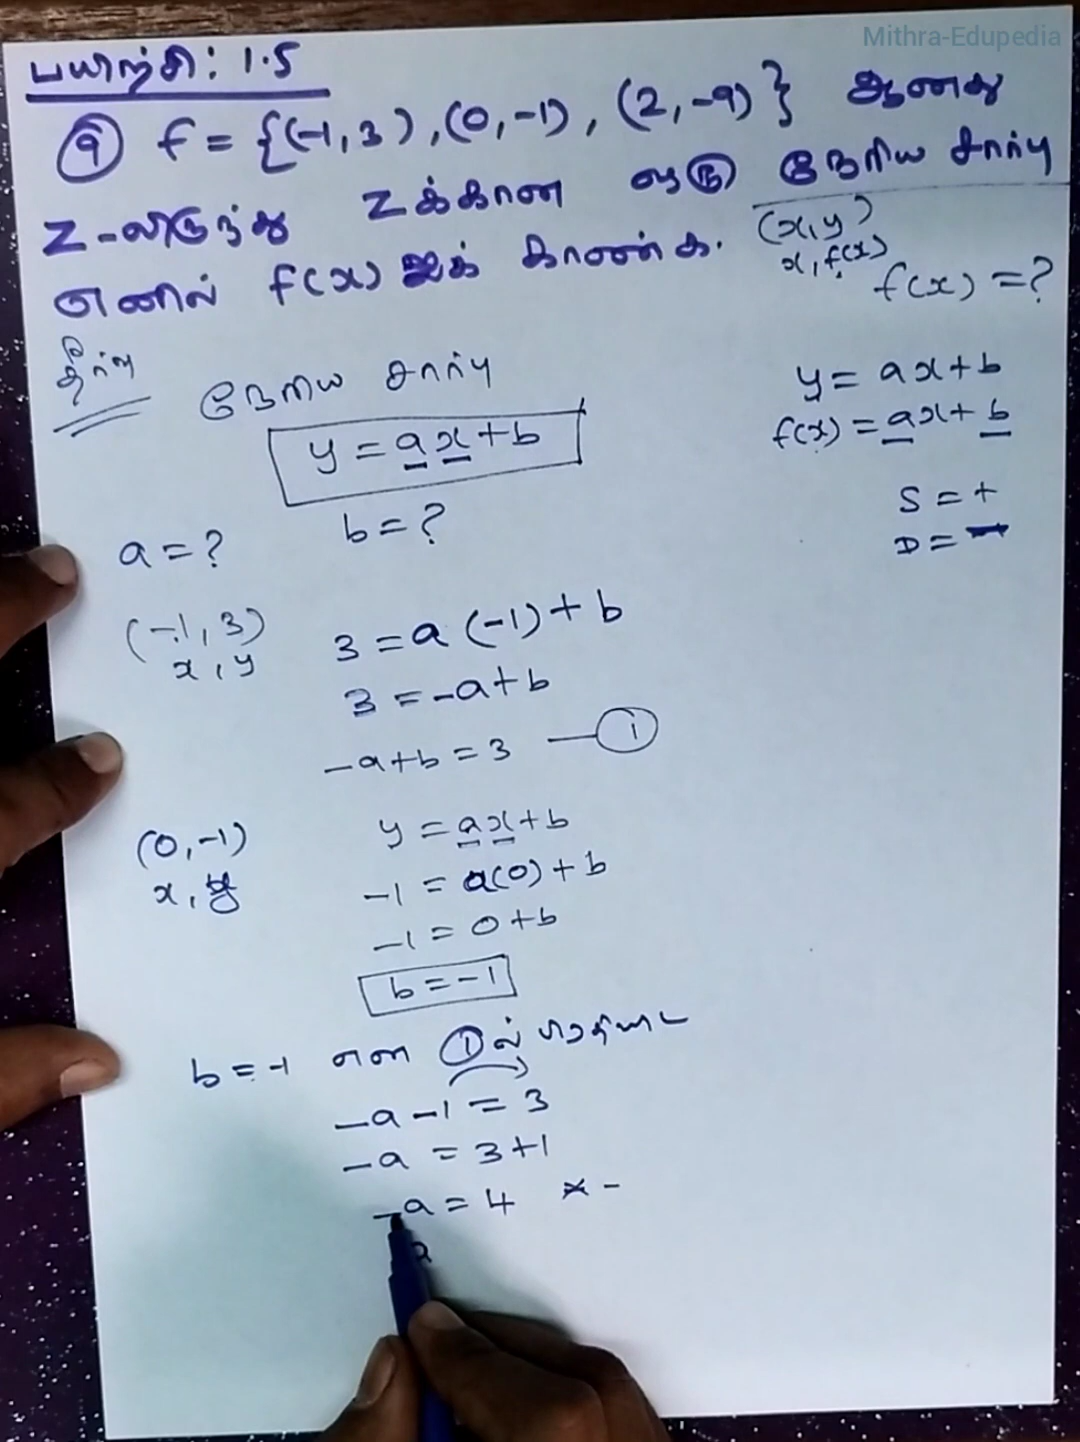 Mithra-Edupedia
பயிற்சி: 1.5
⑨ f = {(-1, 3), (0, -1), (2, -9)} ஆனது
Z-லிருந்து Zக்கான ஒரு நேரிய சார்பு
எனில் f(x) ஐக் காண்க.
(x, y)
x, f(x)
f(x) = ?
தீர்வு
நேரிய சார்பு
y = ax + b
y = ax + b
f(x) = ax + b
S = +
D = -
a = ?
b = ?
(-1, 3)
x, y
3 = a(-1) + b
3 = -a + b
-a + b = 3 — ①
(0, -1)
x, y
y = ax + b
-1 = a(0) + b
-1 = 0 + b
b = -1
b = -1 என ①ல் பிரதியிட
-a - 1 = 3
-a = 3 + 1
-a = 4 × -
a